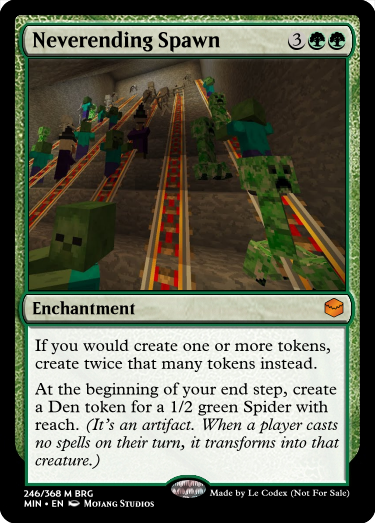 Neverending Spawn 3
Enchantment
If you would create one or more tokens,
create twice that many tokens instead.
At the beginning of your end step, create
a Den token for a 1/2 green Spider with
reach. (It's an artifact. When a player casts
no spells on their turn, it transforms into that
creature.)
246/368 M BRG
MIN • EN Mojang Studios
Made by Le Codex (Not For Sale)